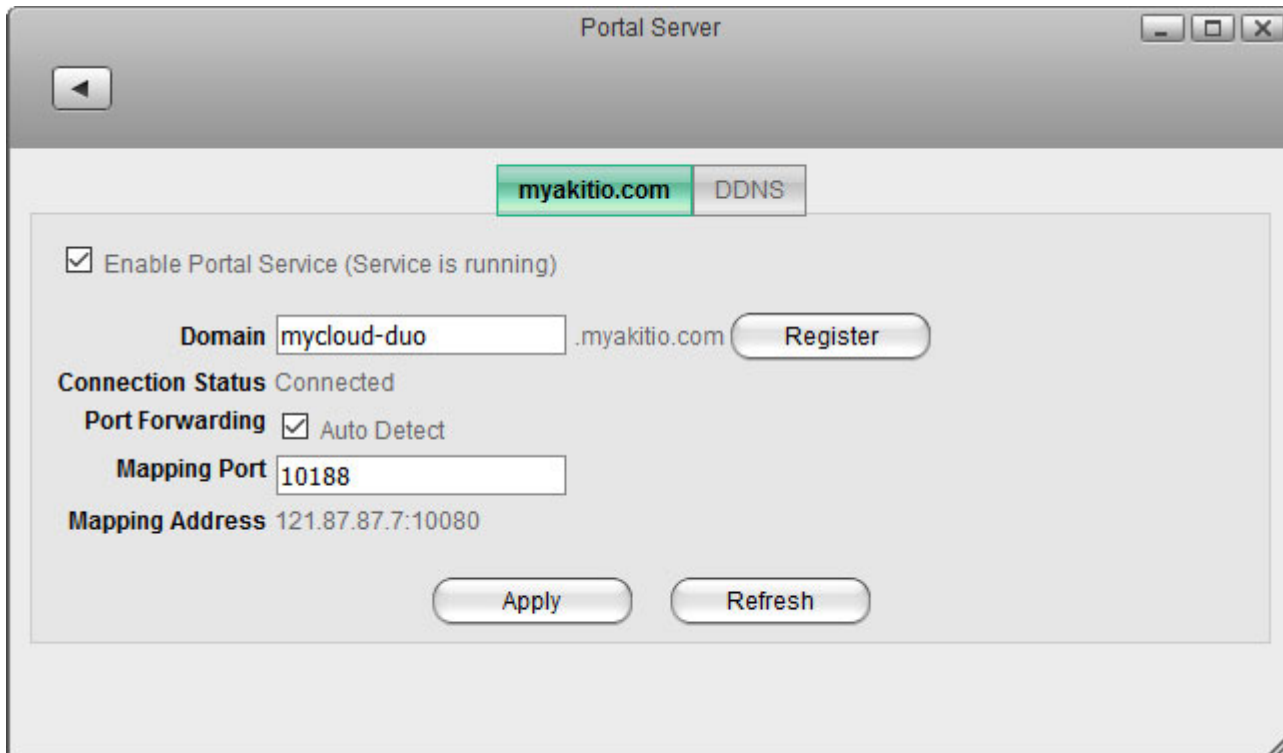 Portal Server
myakitio.com DDNS
Enable Portal Service (Service is running)
Domain mycloud-duo .myakitio.com Register
Connection Status Connected
Port Forwarding Auto Detect
Mapping Port 10188
Mapping Address 121.87.87.7:10080
Apply Refresh